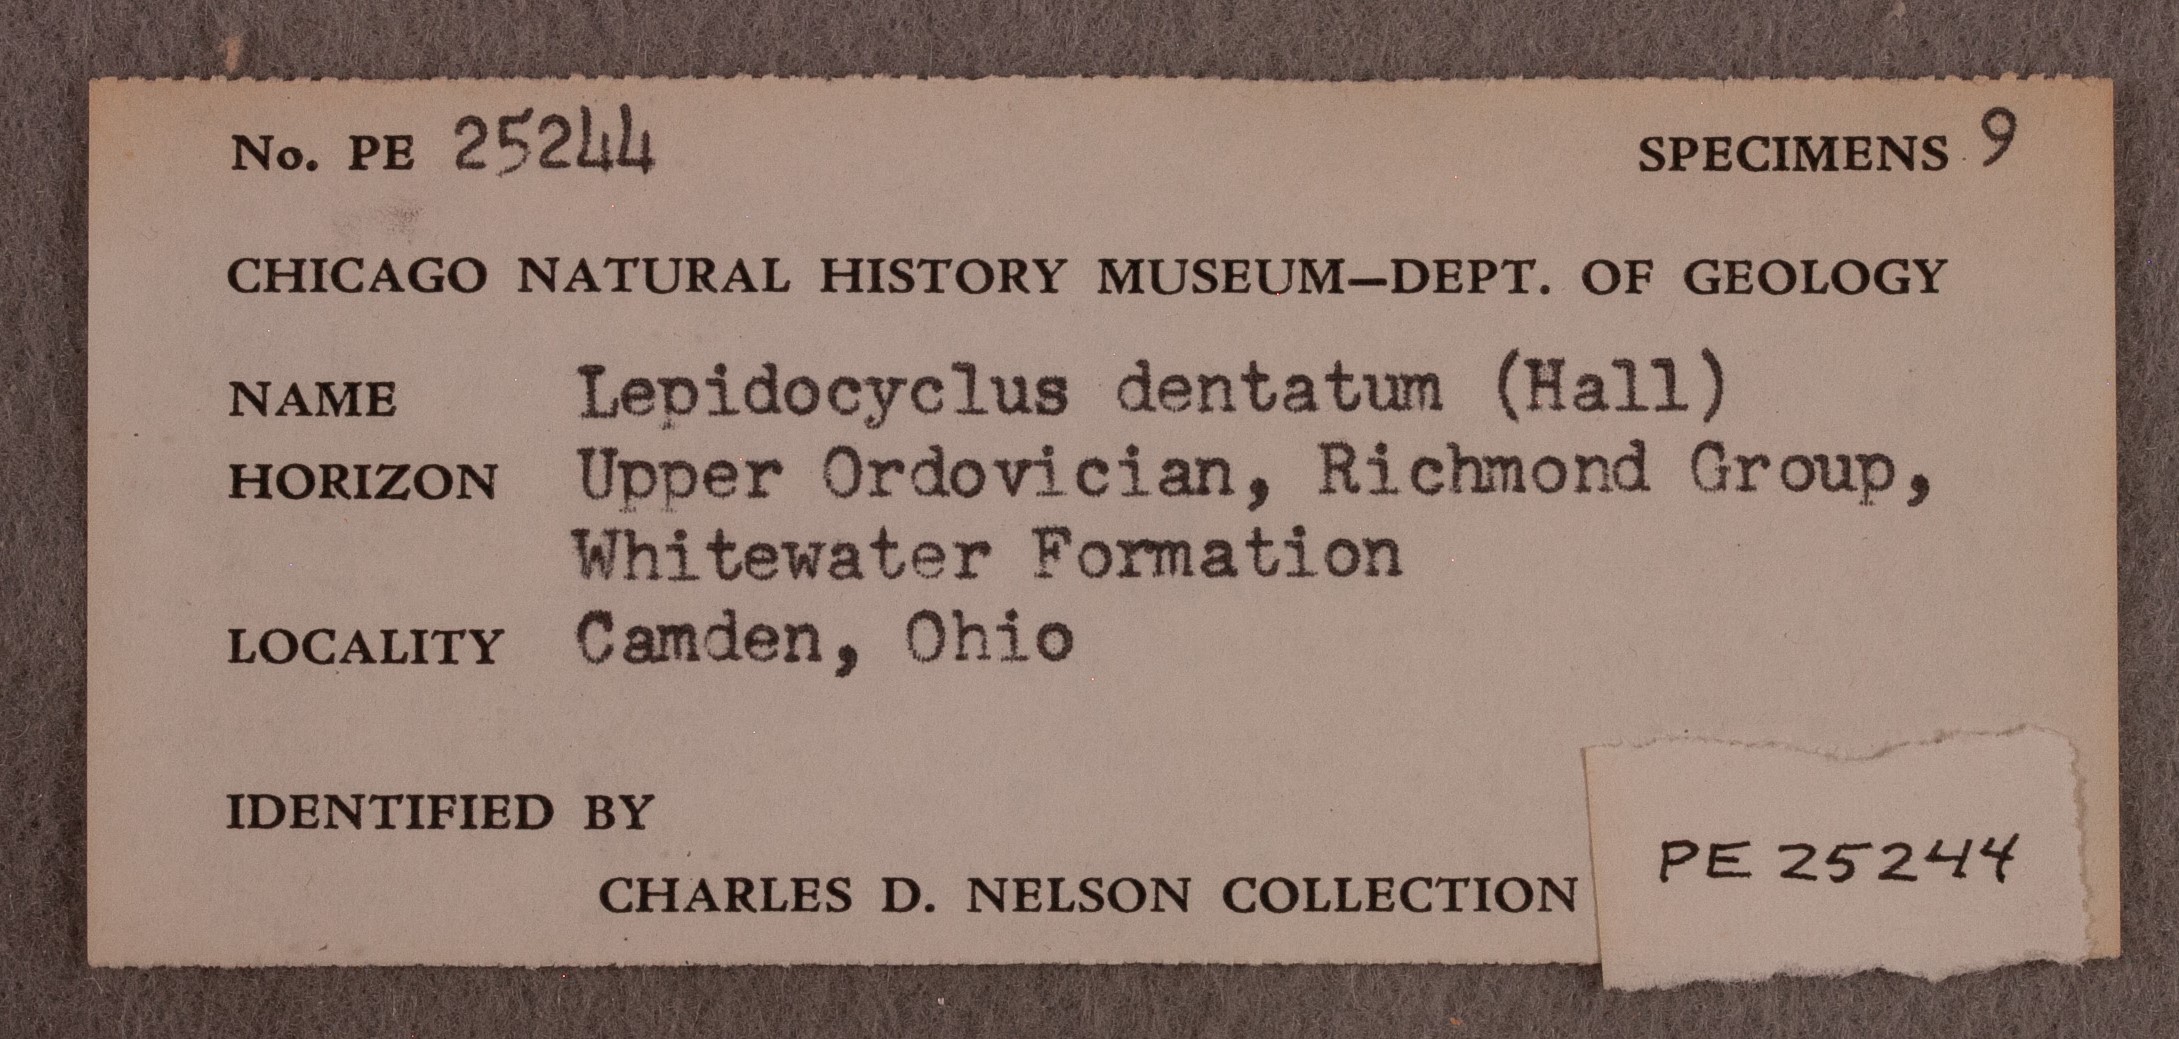 No. PE 25244 SPECIMENS 9
CHICAGO NATURAL HISTORY MUSEUM—DEPT. OF GEOLOGY
NAME Lepidocyclus dentatum (Hall)
HORIZON Upper Ordovician, Richmond Group,
Whitewater Formation
LOCALITY Camden, Ohio
IDENTIFIED BY
CHARLES D. NELSON COLLECTION
PE 25244